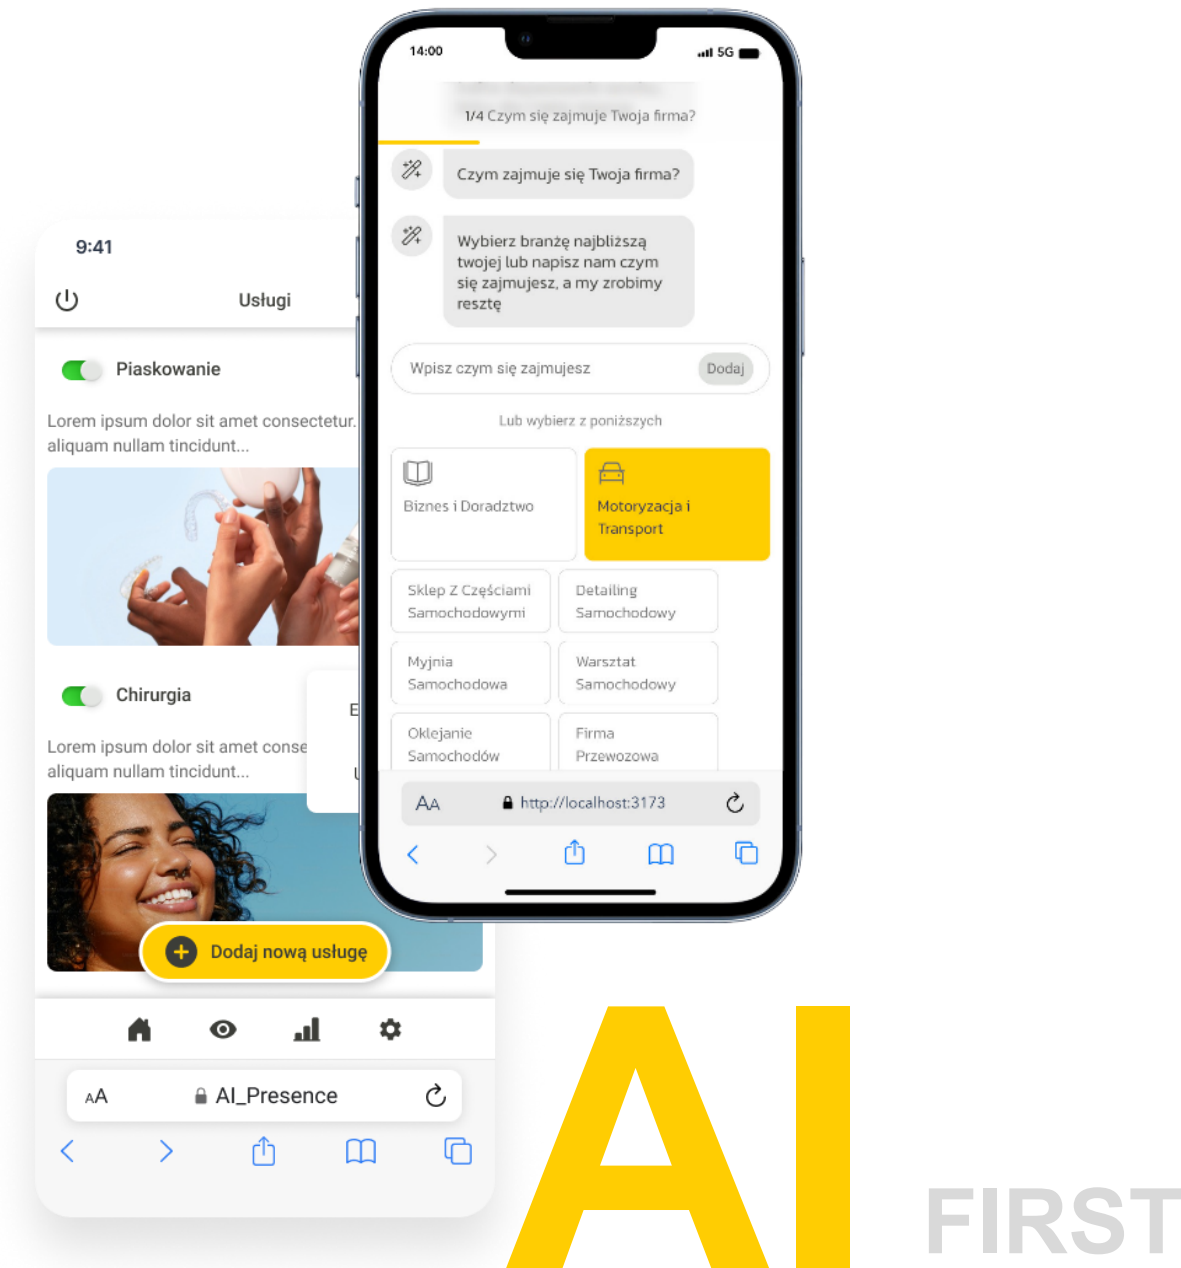 14:00
5G
1/4 Czym się zajmuje Twoja firma?
Czym zajmuje się Twoja firma?
Wybierz branżę najbliższą
twojej lub napisz nam czym
się zajmujesz, a my zrobimy
resztę
Wpisz czym się zajmujesz
Dodaj
Lub wybierz z poniższych
Biznes i Doradztwo
Motoryzacja i
Transport
Sklep Z Częściami
Samochodowymi
Detailing
Samochodowy
Myjnia
Samochodowa
Warsztat
Samochodowy
Oklejanie
Samochodów
Firma
Przewozowa
AA
http://localhost:3173
9:41
Usługi
Piaskowanie
Lorem ipsum dolor sit amet consectetur.
aliquam nullam tincidunt...
Chirurgia
Lorem ipsum dolor sit amet conse
aliquam nullam tincidunt...
E
Dodaj nową usługę
AA
AI_Presence
AI
FIRST